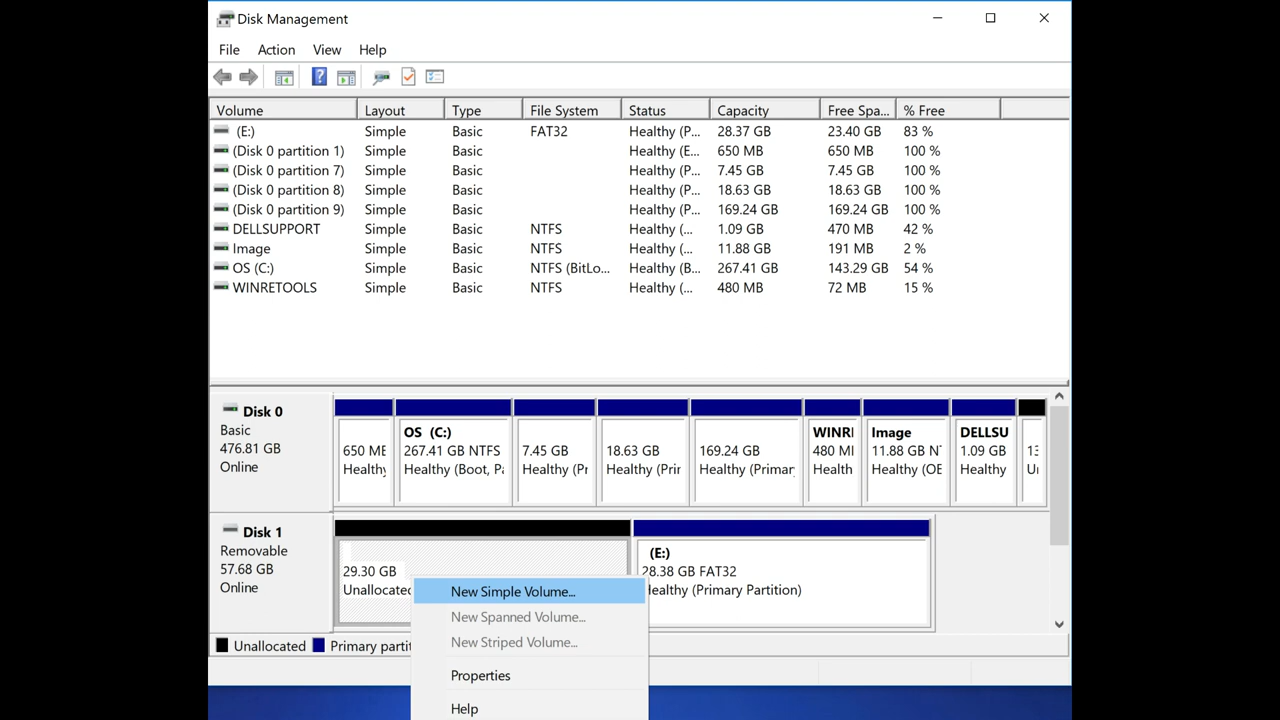 Disk Management
File Action View Help
Volume Layout Type File System Status Capacity Free Spa... % Free
(E:) Simple Basic FAT32 Healthy (P... 28.37 GB 23.40 GB 83 %
(Disk 0 partition 1) Simple Basic Healthy (E... 650 MB 650 MB 100 %
(Disk 0 partition 7) Simple Basic Healthy (P... 7.45 GB 7.45 GB 100 %
(Disk 0 partition 8) Simple Basic Healthy (P... 18.63 GB 18.63 GB 100 %
(Disk 0 partition 9) Simple Basic Healthy (P... 169.24 GB 169.24 GB 100 %
DELLSUPPORT Simple Basic NTFS Healthy (... 1.09 GB 470 MB 42 %
Image Simple Basic NTFS Healthy (... 11.88 GB 191 MB 2 %
OS (C:) Simple Basic NTFS (BitLo... Healthy (B... 267.41 GB 143.29 GB 54 %
WINRETOOLS Simple Basic NTFS Healthy (... 480 MB 72 MB 15 %
Disk 0
Basic
476.81 GB
Online
650 ME
Healthy
OS (C:)
267.41 GB NTFS
Healthy (Boot, Pa
7.45 GB
Healthy (Pr
18.63 GB
Healthy (Prir
169.24 GB
Healthy (Primar
WINRI
480 MI
Health
Image
11.88 GB N
Healthy (OE
DELLSU
1.09 GB
Healthy
Disk 1
Removable
57.68 GB
Online
29.30 GB
Unallocated
(E:)
28.38 GB FAT32
Healthy (Primary Partition)
New Simple Volume...
New Spanned Volume...
New Striped Volume...
Properties
Help
Unallocated Primary partit